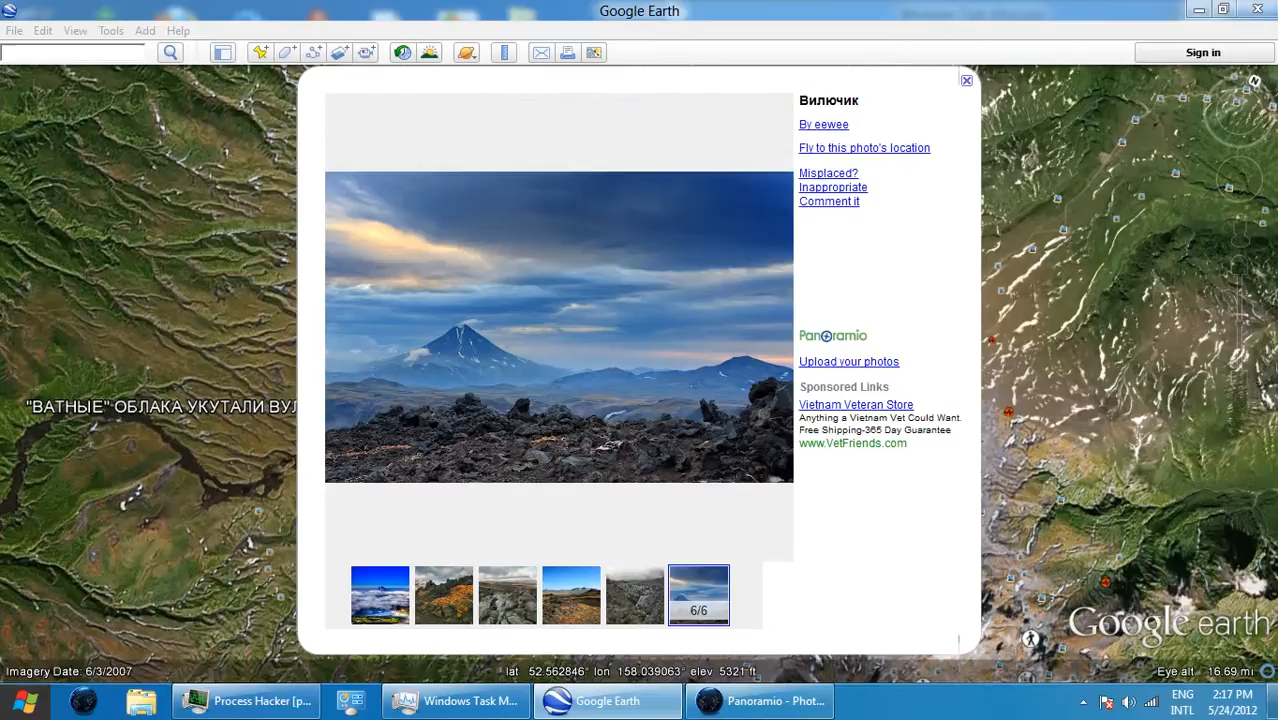 Google Earth
File Edit View Tools Add Help
Sign in
N
Вилючик
By eewee
Fly to this photo's location
Misplaced?
Inappropriate
Comment it
Panoramio
Upload your photos
Sponsored Links
Vietnam Veteran Store
Anything a Vietnam Vet Could Want.
Free Shipping-365 Day Guarantee
www.VetFriends.com
"ВАТНЫЕ" ОБЛАКА УКУТАЛИ ВУЛ
6/6
Google earth
Imagery Date: 6/3/2007 lat 52.562846° lon 158.039063° elev 5321 ft Eye alt 16.69 mi
Process Hacker [p... Windows Task M... Google Earth Panoramio - Phot...
ENG 2:17 PM
INTL 5/24/2012